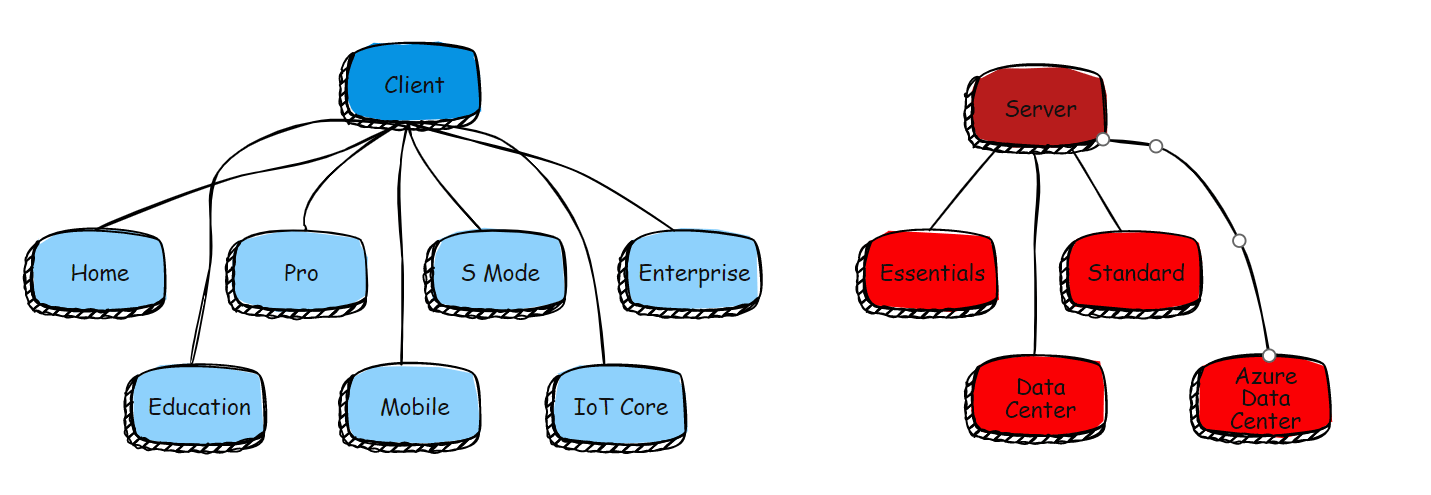 Client
Server
Home
Pro
S Mode
Enterprise
Essentials
Standard
Education
Mobile
IoT Core
Data
Center
Azure
Data
Center